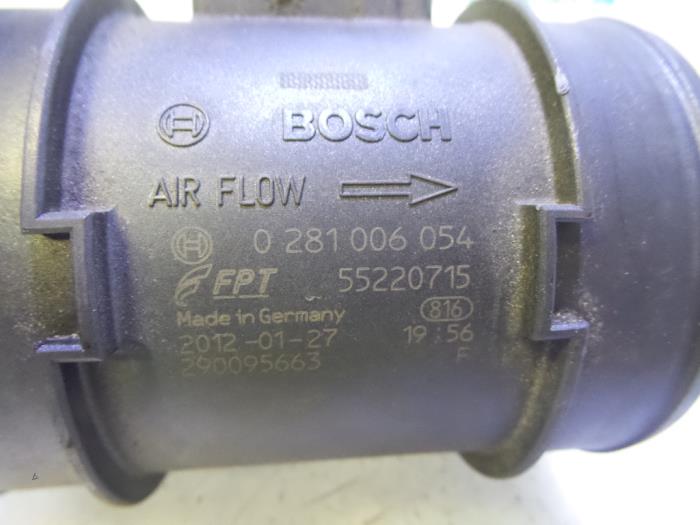 BOSCH
AIR FLOW
0 281 006 054
FPT 55220715
Made in Germany 816
2012-01-27 19:56
290095663 F